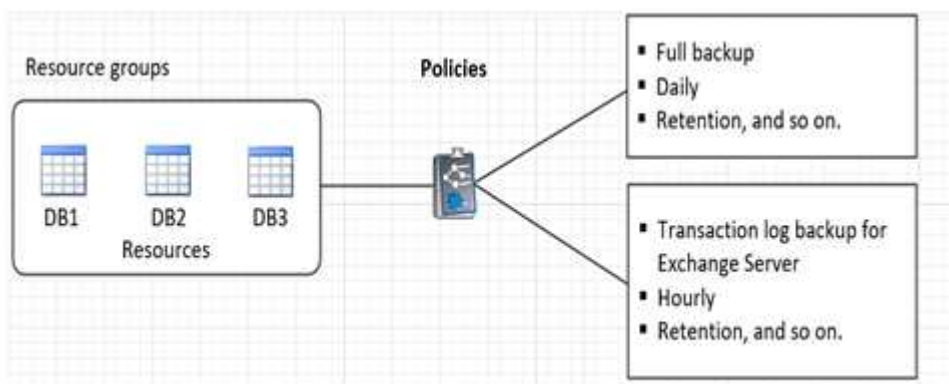 Resource groups
DB1
DB2
DB3
Resources
Policies
▪ Full backup
▪ Daily
▪ Retention, and so on.
▪ Transaction log backup for
Exchange Server
▪ Hourly
▪ Retention, and so on.